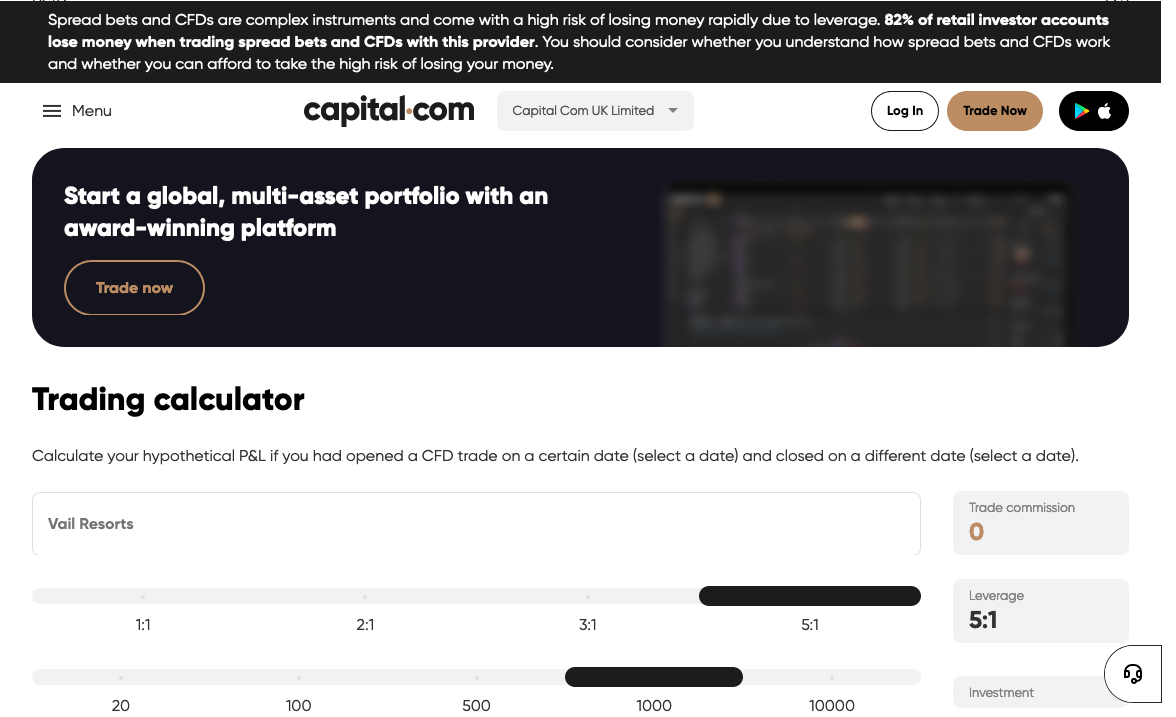 Spread bets and CFDs are complex instruments and come with a high risk of losing money rapidly due to leverage. 82% of retail investor accounts
lose money when trading spread bets and CFDs with this provider. You should consider whether you understand how spread bets and CFDs work
and whether you can afford to take the high risk of losing your money.
Menu
capital.com
Capital Com UK Limited
Log In
Trade Now
Start a global, multi-asset portfolio with an
award-winning platform
Trade now
Trading calculator
Calculate your hypothetical P&L if you had opened a CFD trade on a certain date (select a date) and closed on a different date (select a date).
Vail Resorts
Trade commission
0
1:1 2:1 3:1 5:1
Leverage
5:1
20 100 500 1000 10000
Investment